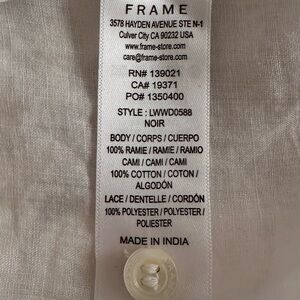 FRAME
3578 HAYDEN AVENUE STE N-1
Culver City CA 90232 USA
www.frame-store.com
care@frame-store.com
RN# 139021
CA# 19371
PO# 1350400
STYLE : LWWD0588
NOIR
BODY / CORPS / CUERPO
100% RAMIE / RAMIE / RAMIO
CAMI / CAMI / CAMI
100% COTTON / COTON /
ALGODÓN
LACE / DENTELLE / CORDÓN
100% POLYESTER / POLYESTER /
POLIESTER
MADE IN INDIA